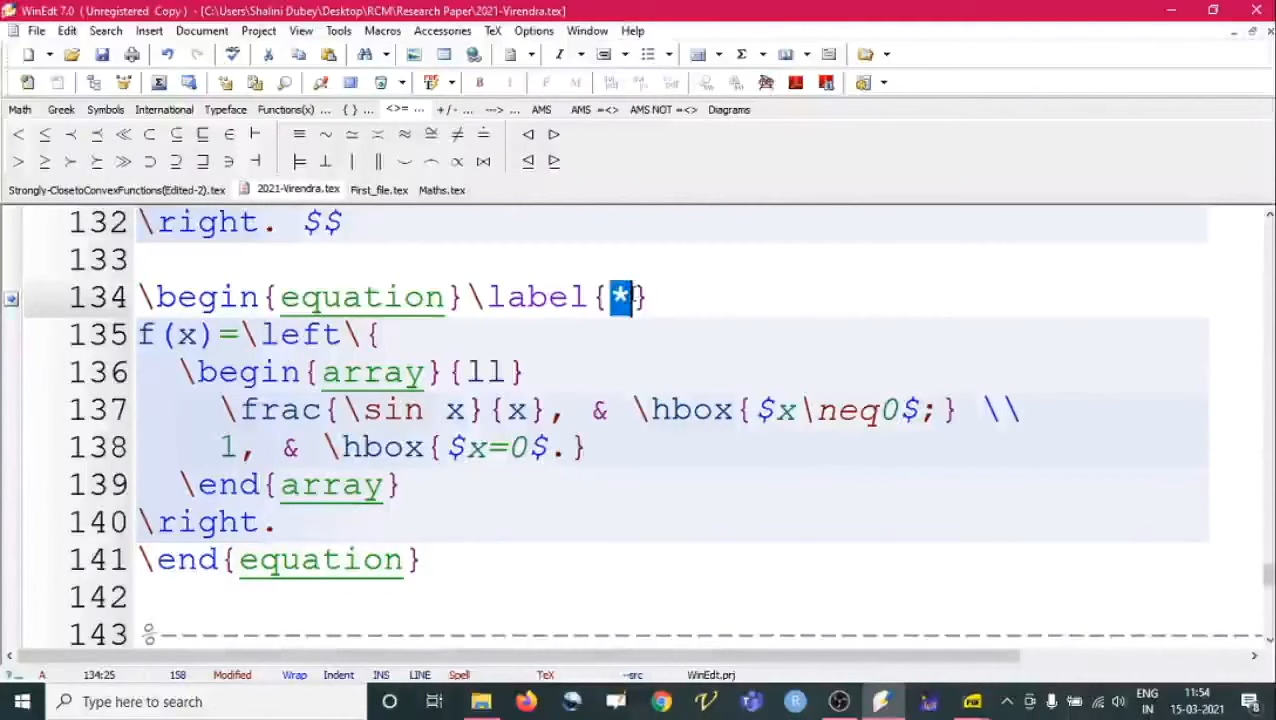 WinEdt 7.0 (Unregistered Copy) - [C:\Users\Shalini Dubey\Desktop\RCM\Research Paper\2021-Virendra.tex]
File Edit Search Insert Document Project View Tools Macros Accessories TeX Options Window Help
Math Greek Symbols International Typeface Functions(x) ... { } ... <>= ... +/- ... ---> ... AMS AMS =<> AMS NOT =<> Diagrams
< ≤ ≺ ⪯ ≪ ⊂ ⊆ ⊑ ∈ ⊢ ≡ ∼ ≃ ≍ ≈ ≅ ≠ ≐ ⊲ ⊳
> ≥ ≻ ⪰ ≫ ⊃ ⊇ ⊒ ∋ ⊣ ⊨ ⊥ | ∥ ⌣ ⌢ ∝ ⋈ ⊴ ⊵
Strongly-ClosetoConvexFunctions(Edited-2).tex 2021-Virendra.tex First_file.tex Maths.tex
132 \right. $$
133
134 \begin{equation}\label{*}
135 f(x)=\left\{
136 \begin{array}{ll}
137 \frac{\sin x}{x}, & \hbox{$x\neq0$;} \\
138 1, & \hbox{$x=0$.}
139 \end{array}
140 \right.
141 \end{equation}
142
143 %------------------------------------------------------
A 134:25 158 Modified Wrap Indent INS LINE Spell TeX --src WinEdt.prj
Type here to search
ENG 11:54
IN 15-03-2021